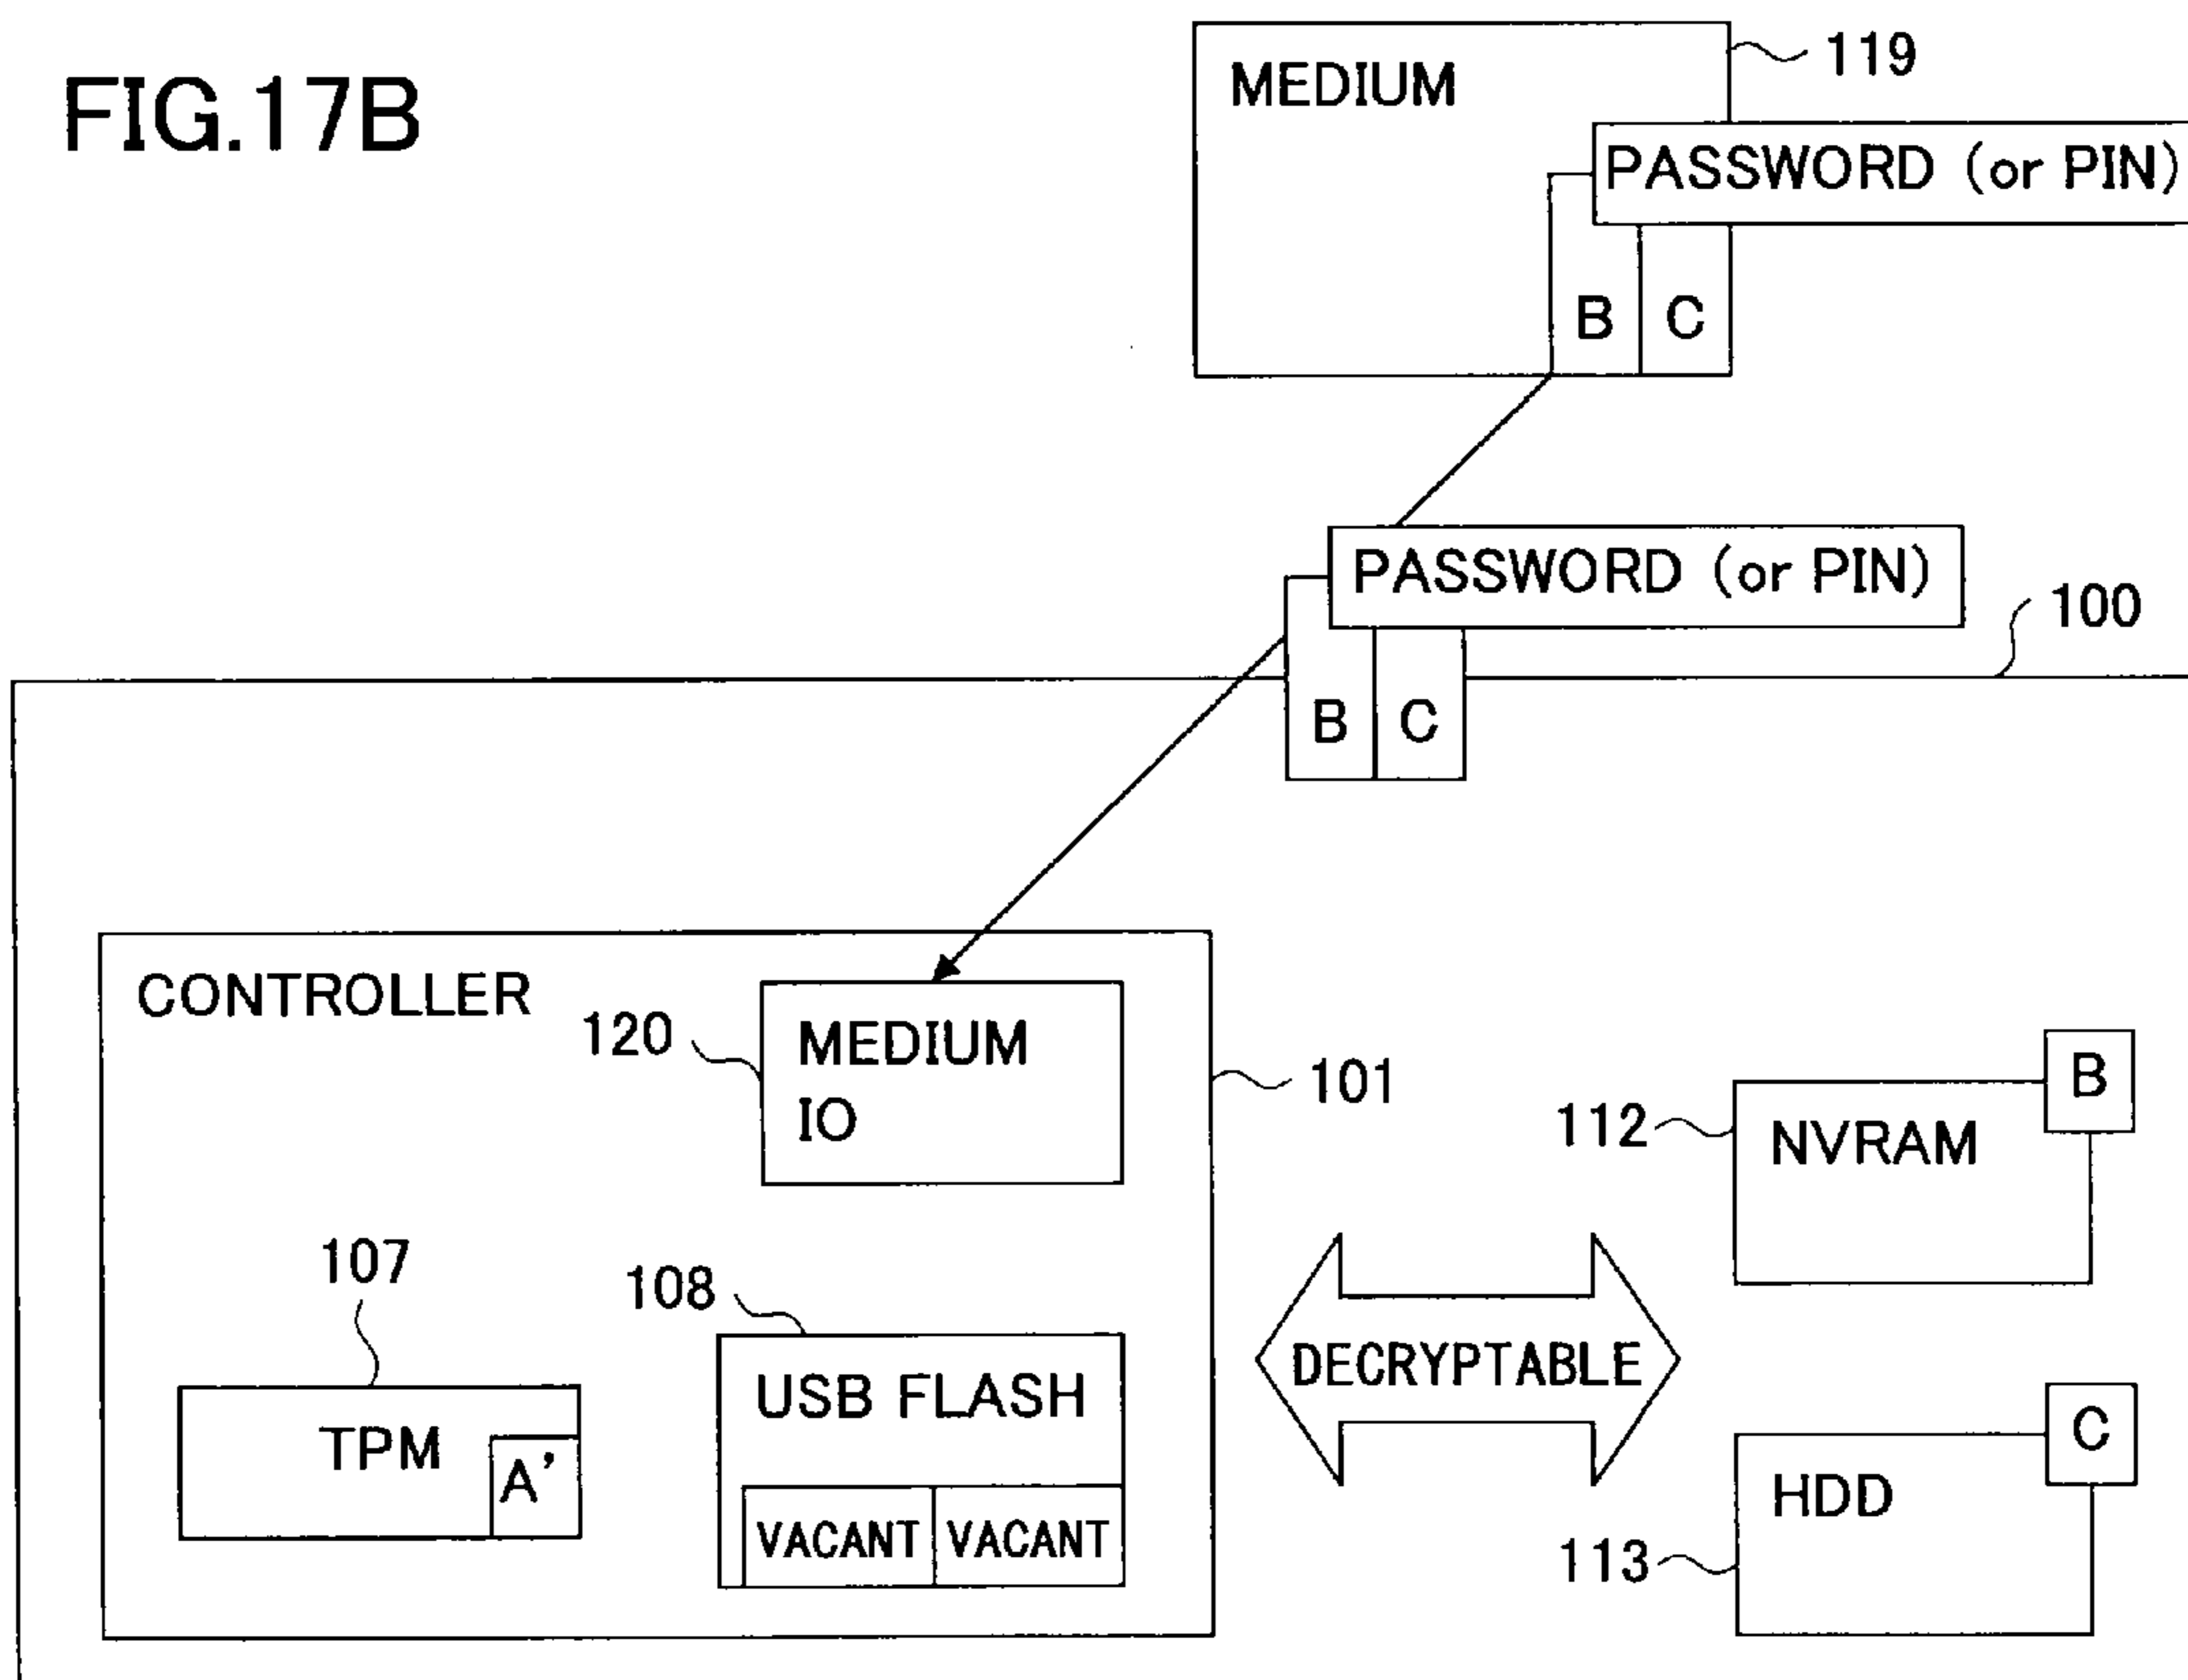 FIG.17B
MEDIUM
119
PASSWORD (or PIN)
B C
PASSWORD (or PIN)
100
B C
CONTROLLER
120
MEDIUM
IO
101
B
112
NVRAM
107
108
TPM
A'
USB FLASH
VACANT VACANT
DECRYPTABLE
C
HDD
113